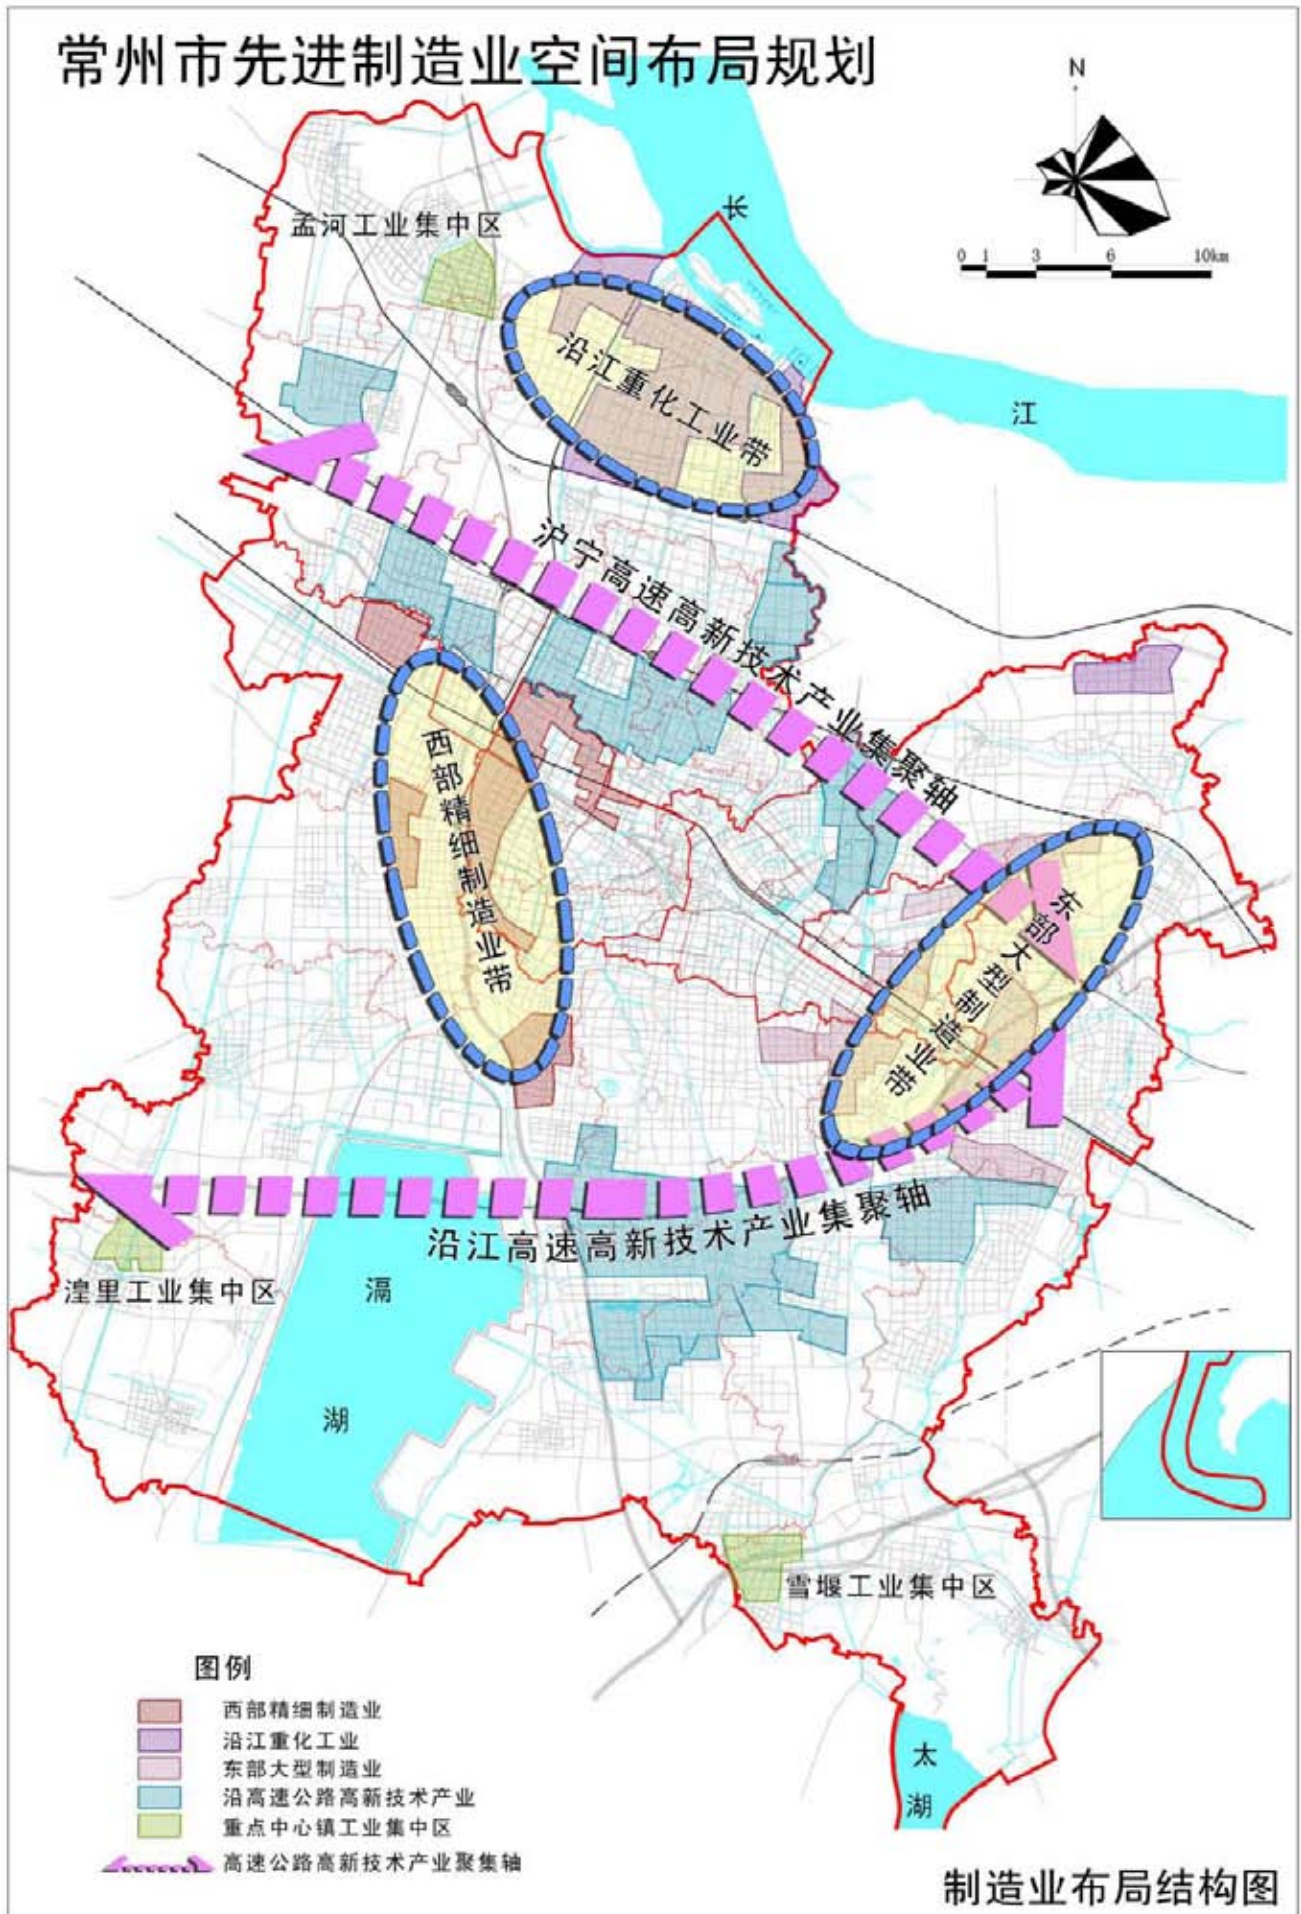 常州市先进制造业空间布局规划
N
0 1 3 6 10km
长
江
孟河工业集中区
沿江重化工业带
沪宁高速高新技术产业集聚轴
西部精细制造业带
东部大型制造业带
沿江高速高新技术产业集聚轴
湟里工业集中区
滆
湖
雪堰工业集中区
太
湖
图例
西部精细制造业
沿江重化工业
东部大型制造业
沿高速公路高新技术产业
重点中心镇工业集中区
高速公路高新技术产业聚集轴
制造业布局结构图